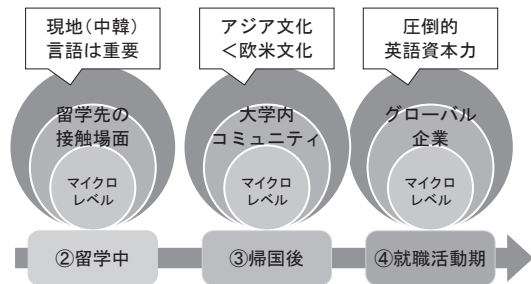 現地（中韓）
言語は重要
アジア文化
＜欧米文化
圧倒的
英語資本力
留学先の
接触場面
大学内
コミュニティ
グローバル
企業
マイクロ
レベル
マイクロ
レベル
マイクロ
レベル
②留学中
③帰国後
④就職活動期